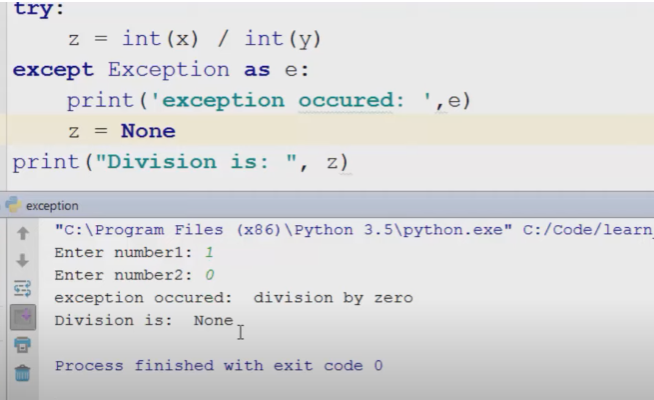 try:
    z = int(x) / int(y)
except Exception as e:
    print('exception occured: ',e)
    z = None
print("Division is: ", z)
exception
"C:\Program Files (x86)\Python 3.5\python.exe" C:/Code/learn_
Enter number1: 1
Enter number2: 0
exception occured:  division by zero
Division is:  None
Process finished with exit code 0